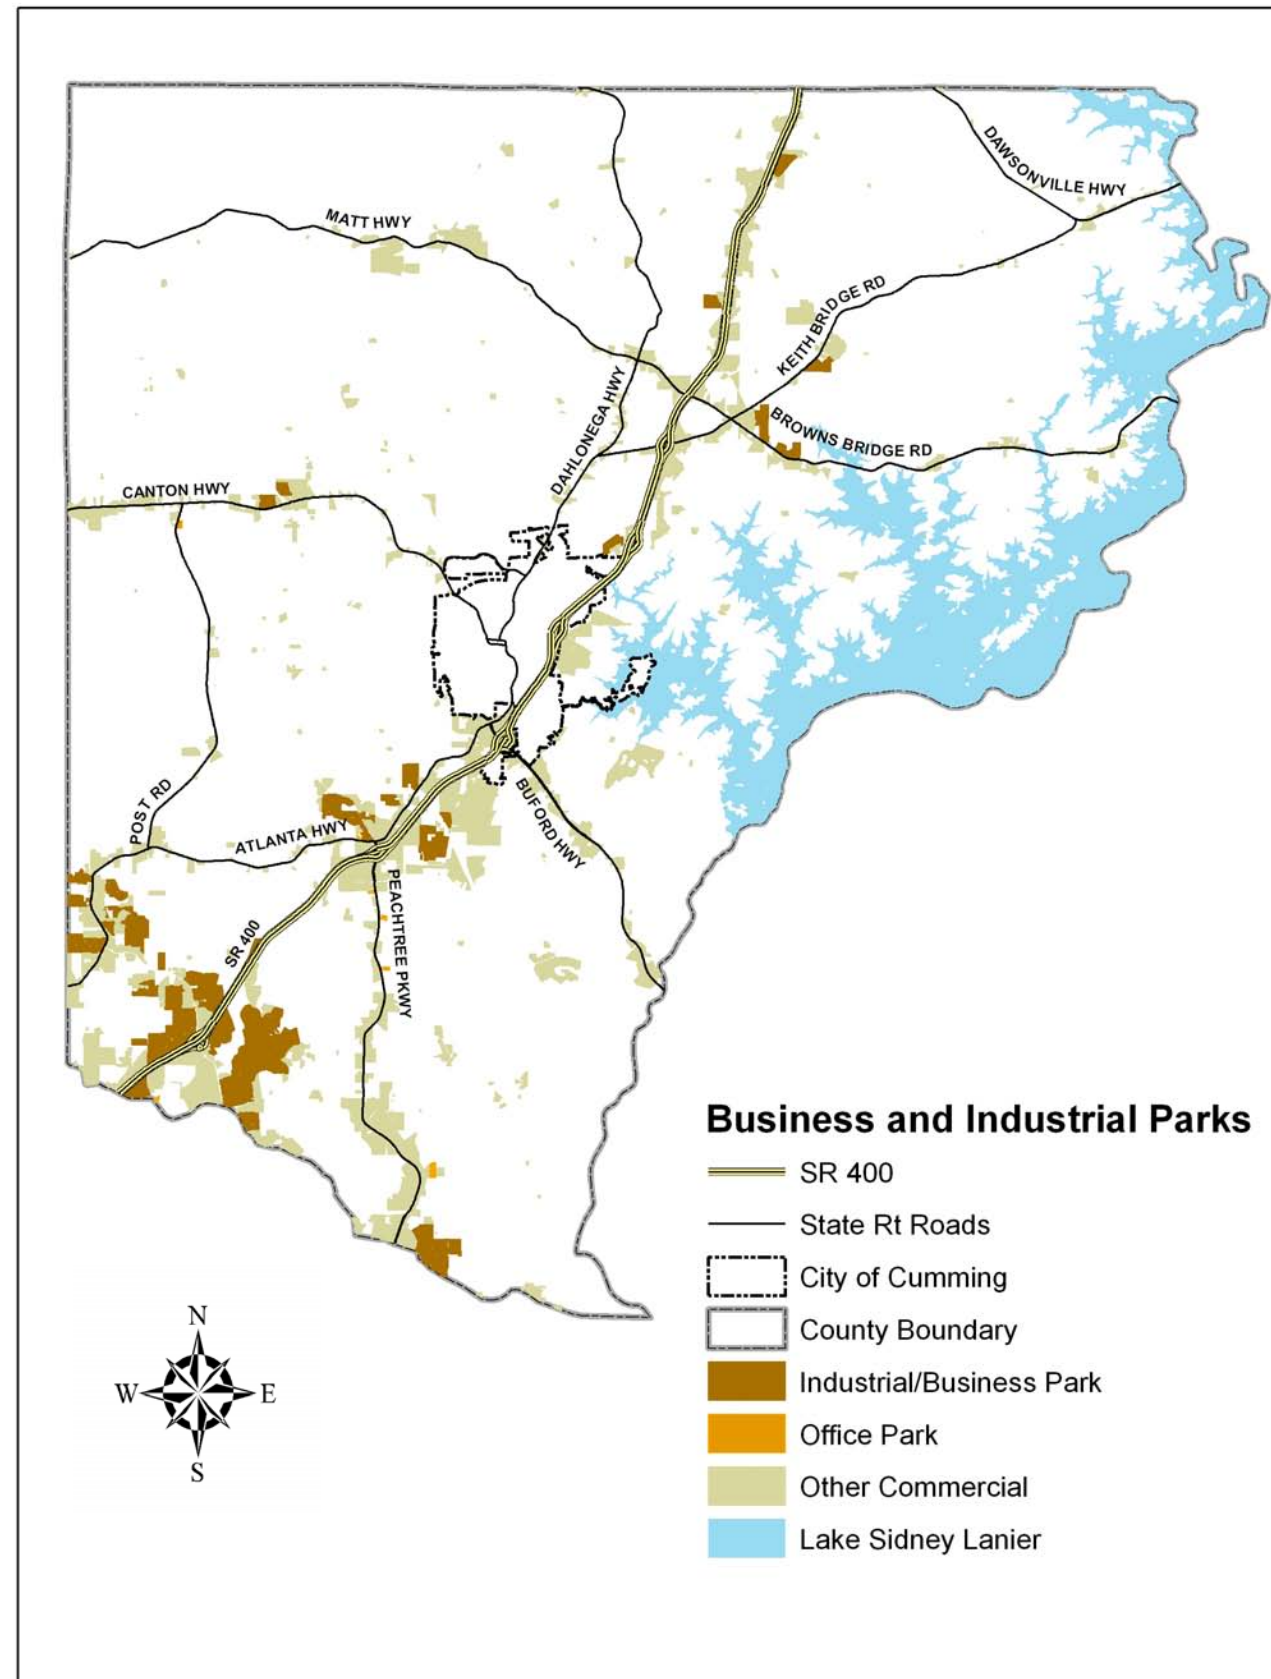 DAWSONVILLE HWY
MATT HWY
KEITH BRIDGE RD
DAHLONEGA HWY
BROWNS BRIDGE RD
CANTON HWY
POST RD
ATLANTA HWY
BUFORD HWY
PEACHTREE PKWY
SR 400
Business and Industrial Parks
SR 400
State Rt Roads
City of Cumming
County Boundary
Industrial/Business Park
Office Park
Other Commercial
Lake Sidney Lanier
N
W E
S